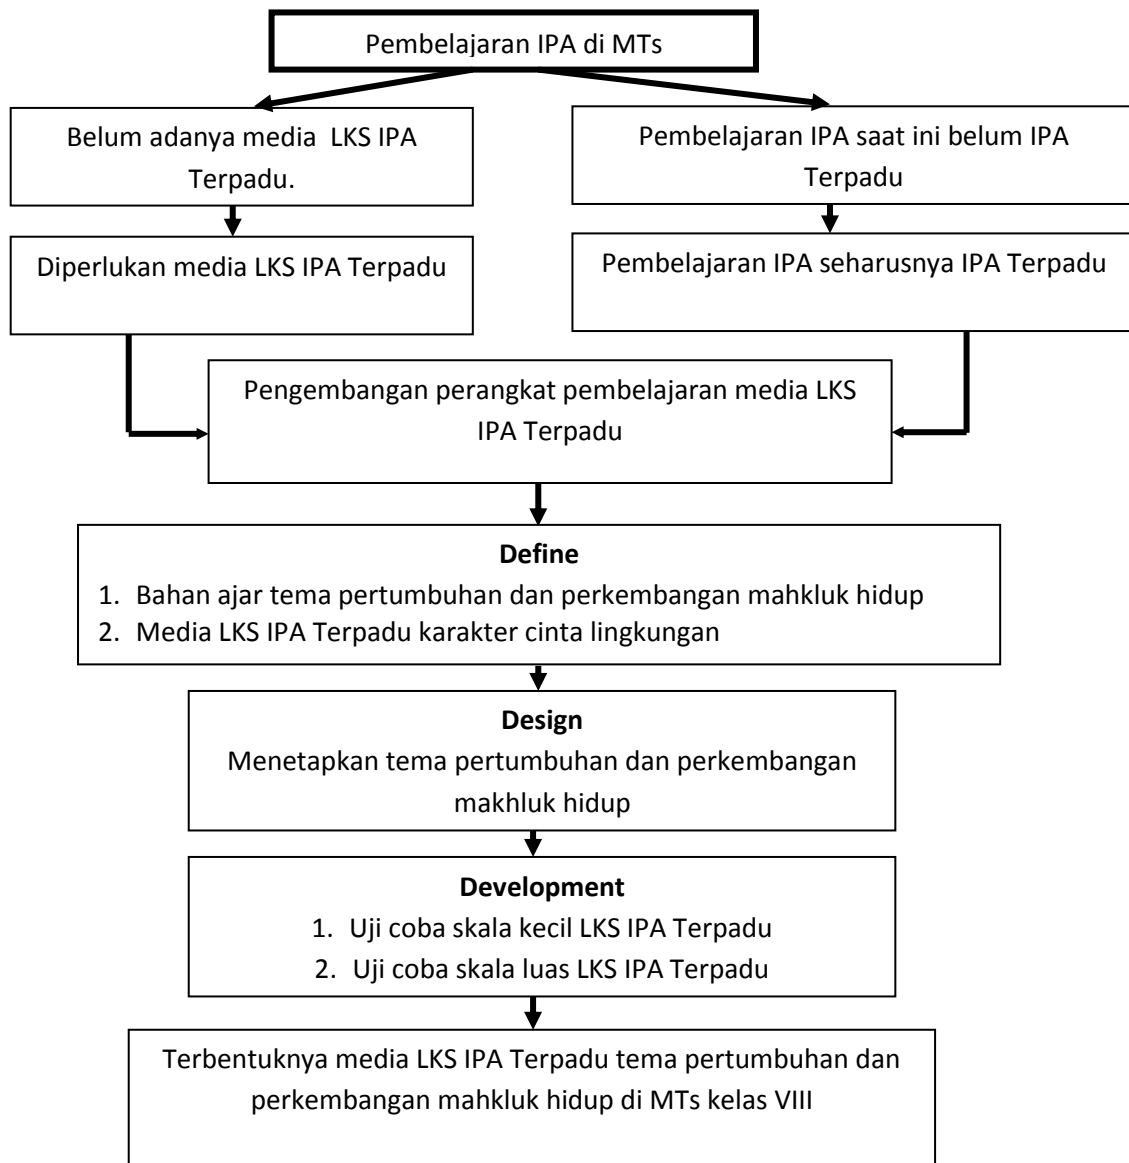 Pembelajaran IPA di MTs
Belum adanya media LKS IPA
Terpadu.
Pembelajaran IPA saat ini belum IPA
Terpadu
Diperlukan media LKS IPA Terpadu
Pembelajaran IPA seharusnya IPA Terpadu
Pengembangan perangkat pembelajaran media LKS
IPA Terpadu
Define
1. Bahan ajar tema pertumbuhan dan perkembangan mahkluk hidup
2. Media LKS IPA Terpadu karakter cinta lingkungan
Design
Menetapkan tema pertumbuhan dan perkembangan
makhluk hidup
Development
1. Uji coba skala kecil LKS IPA Terpadu
2. Uji coba skala luas LKS IPA Terpadu
Terbentuknya media LKS IPA Terpadu tema pertumbuhan dan
perkembangan mahkluk hidup di MTs kelas VIII